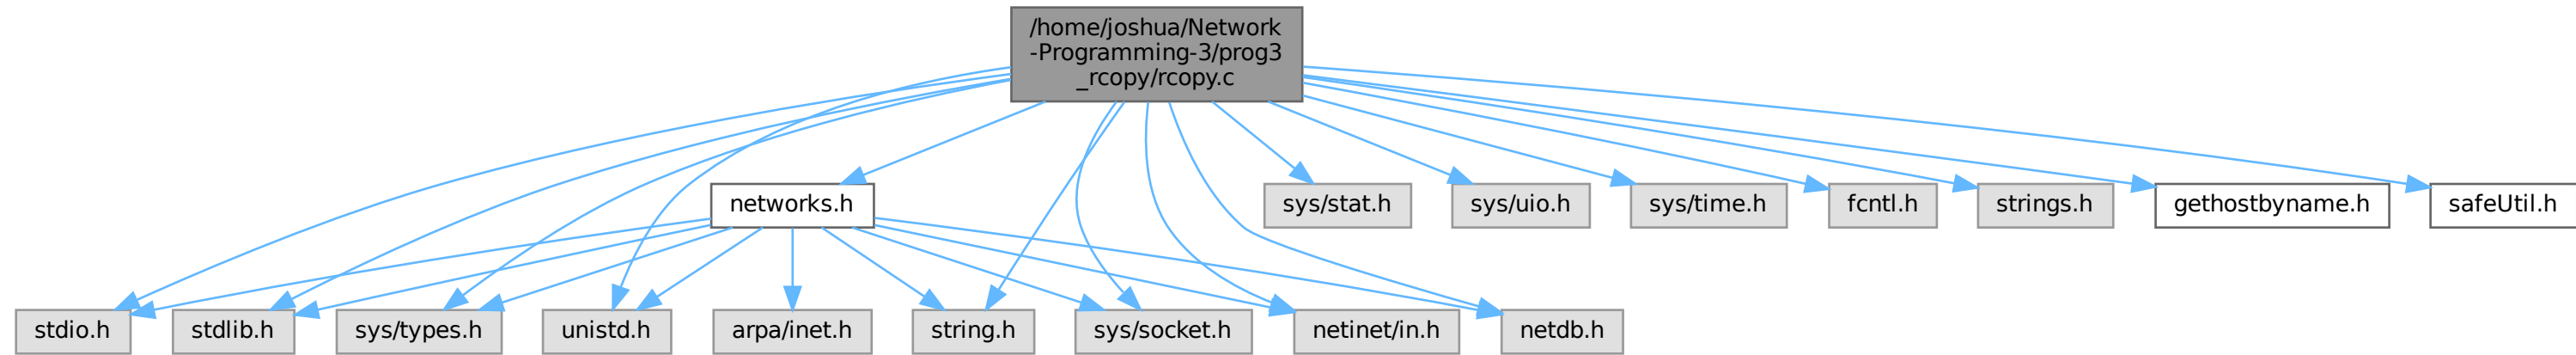 /home/joshua/Network
-Programming-3/prog3
_rcopy/rcopy.c
networks.h
sys/stat.h
sys/uio.h
sys/time.h
fcntl.h
strings.h
gethostbyname.h
safeUtil.h
stdio.h
stdlib.h
sys/types.h
unistd.h
arpa/inet.h
string.h
sys/socket.h
netinet/in.h
netdb.h